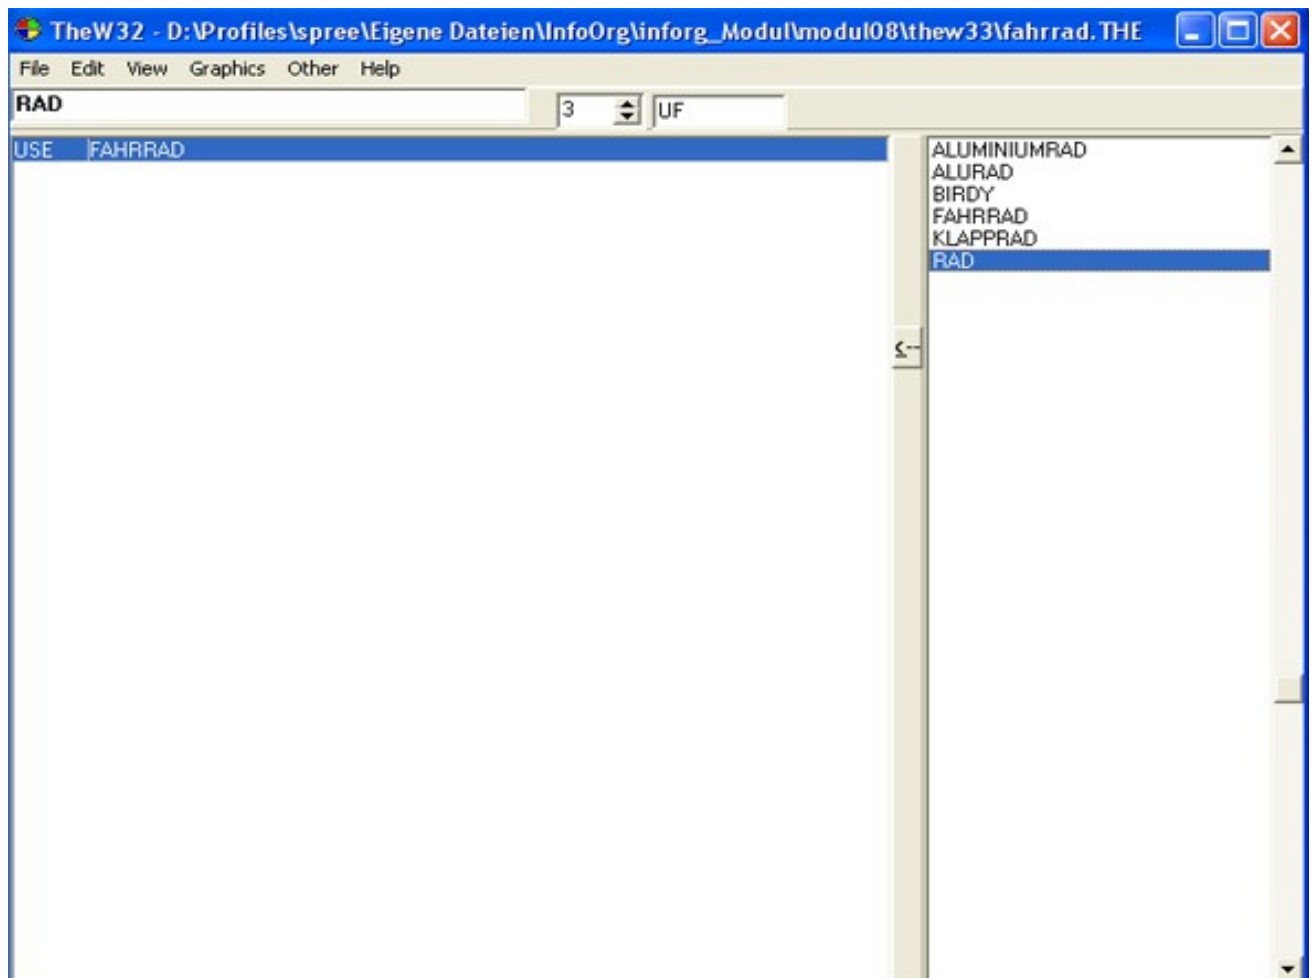 TheW32 - D:\Profiles\spree\Eigene Dateien\InfoOrg\inforg_Modul\modul08\thew33\fahrrad.THE
File Edit View Graphics Other Help
RAD 3 UF
USE FAHRRAD
<--
ALUMINIUMRAD
ALURAD
BIRDY
FAHRRAD
KLAPPRAD
RAD